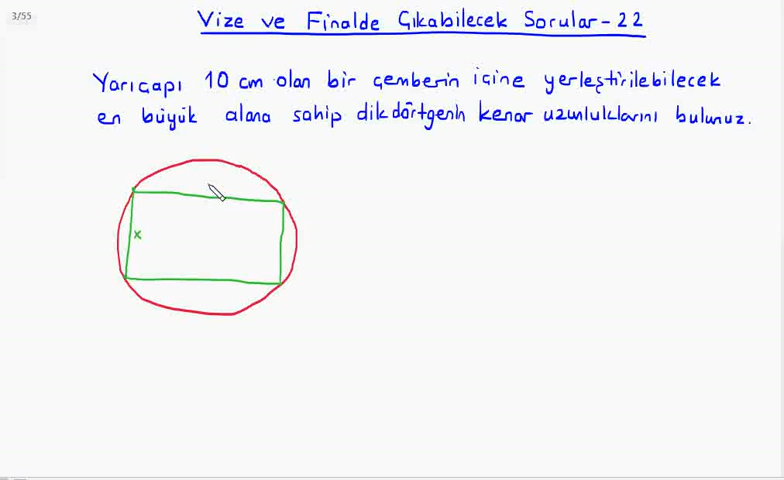 3/55
Vize ve Finalde Çıkabilecek Sorular - 22
Yarıçapı 10 cm olan bir çemberin içine yerleştirilebilecek
en büyük alana sahip dikdörtgenin kenar uzunluklarını bulunuz.
x